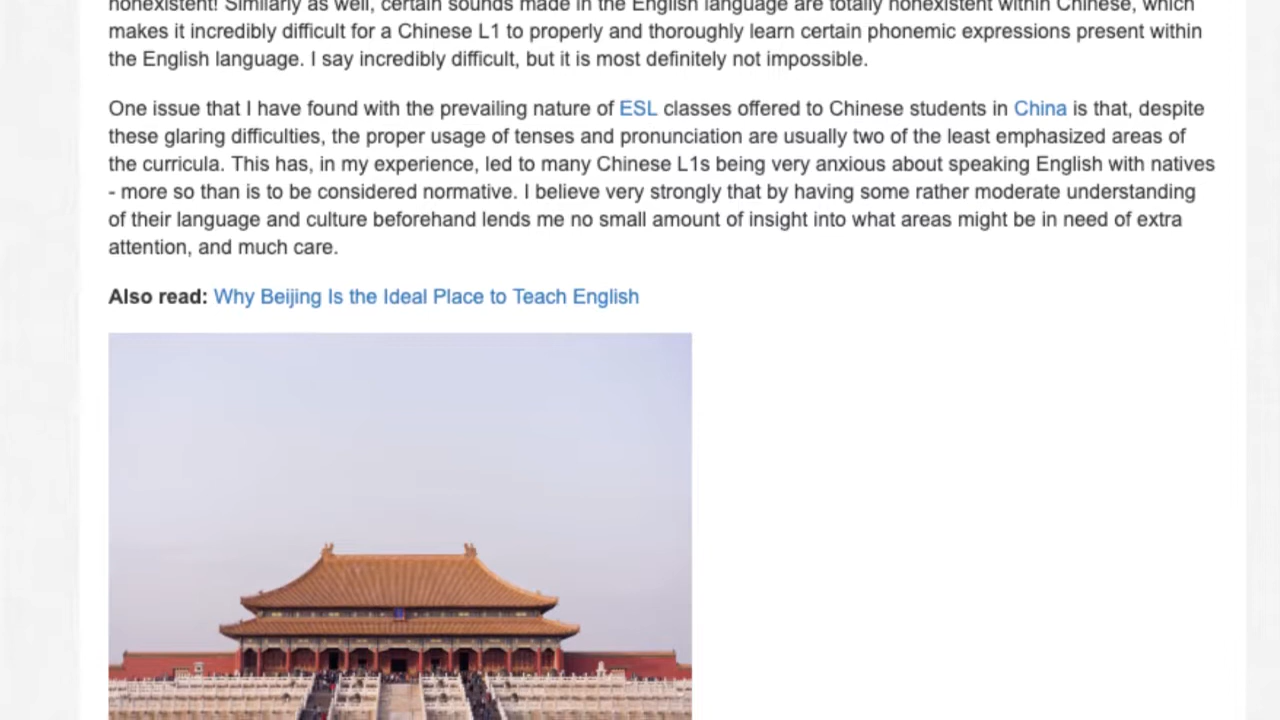 nonexistent! Similarly as well, certain sounds made in the English language are totally nonexistent within Chinese, which
makes it incredibly difficult for a Chinese L1 to properly and thoroughly learn certain phonemic expressions present within
the English language. I say incredibly difficult, but it is most definitely not impossible.
One issue that I have found with the prevailing nature of ESL classes offered to Chinese students in China is that, despite
these glaring difficulties, the proper usage of tenses and pronunciation are usually two of the least emphasized areas of
the curricula. This has, in my experience, led to many Chinese L1s being very anxious about speaking English with natives
- more so than is to be considered normative. I believe very strongly that by having some rather moderate understanding
of their language and culture beforehand lends me no small amount of insight into what areas might be in need of extra
attention, and much care.
Also read: Why Beijing Is the Ideal Place to Teach English